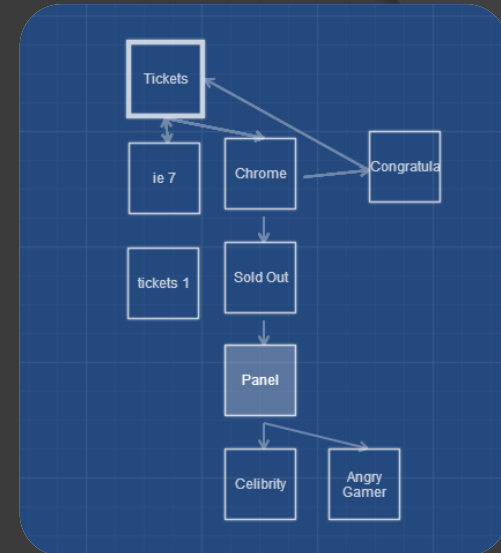 Tickets
ie 7
Chrome
Congratula
tickets 1
Sold Out
Panel
Celibrity
Angry
Gamer